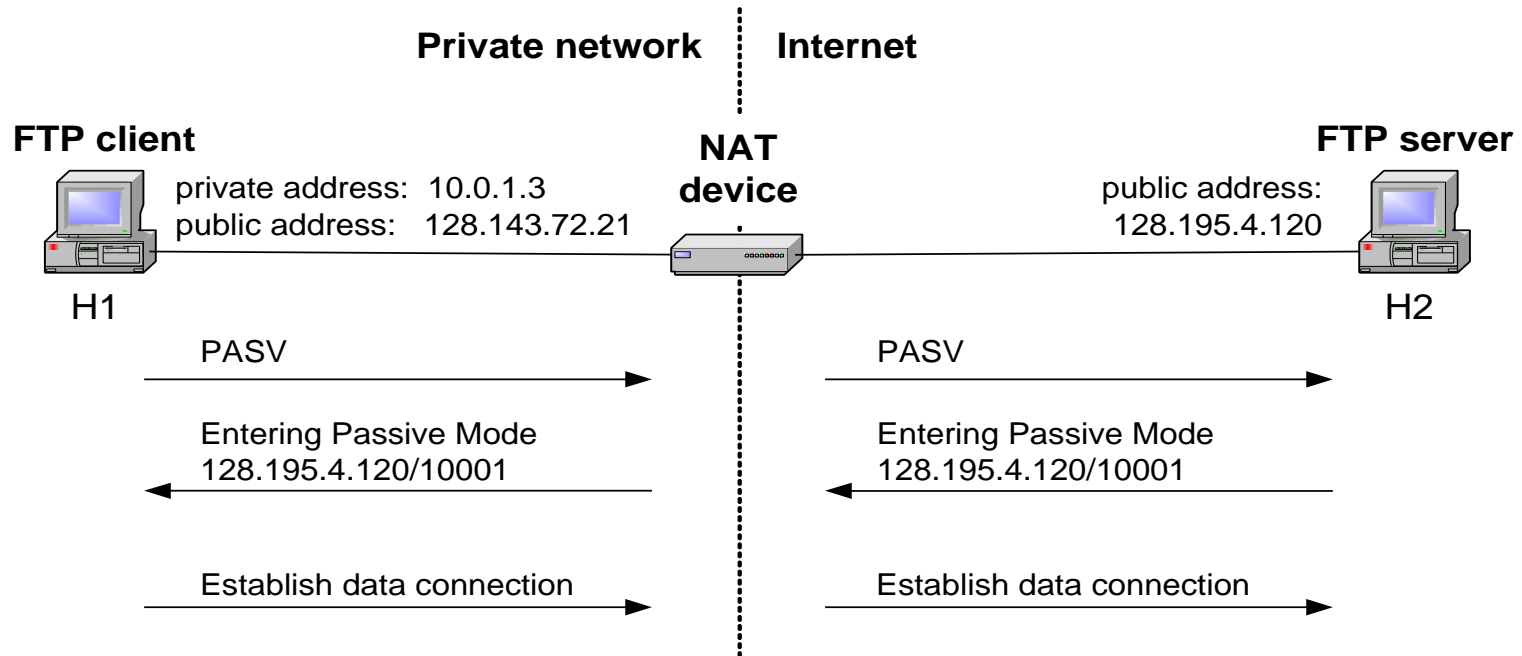 Private network
Internet
FTP client
NAT
device
FTP server
private address: 10.0.1.3
public address: 128.143.72.21
public address:
128.195.4.120
H1
H2
PASV
PASV
Entering Passive Mode
128.195.4.120/10001
Entering Passive Mode
128.195.4.120/10001
Establish data connection
Establish data connection